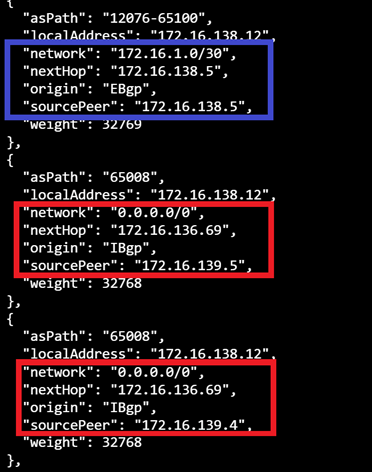 {
"asPath": "12076-65100",
"localAddress": "172.16.138.12",
"network": "172.16.1.0/30",
"nextHop": "172.16.138.5",
"origin": "EBgp",
"sourcePeer": "172.16.138.5",
"weight": 32769
},
{
"asPath": "65008",
"localAddress": "172.16.138.12",
"network": "0.0.0.0/0",
"nextHop": "172.16.136.69",
"origin": "IBgp",
"sourcePeer": "172.16.139.5",
"weight": 32768
},
{
"asPath": "65008",
"localAddress": "172.16.138.12",
"network": "0.0.0.0/0",
"nextHop": "172.16.136.69",
"origin": "IBgp",
"sourcePeer": "172.16.139.4",
"weight": 32768
},